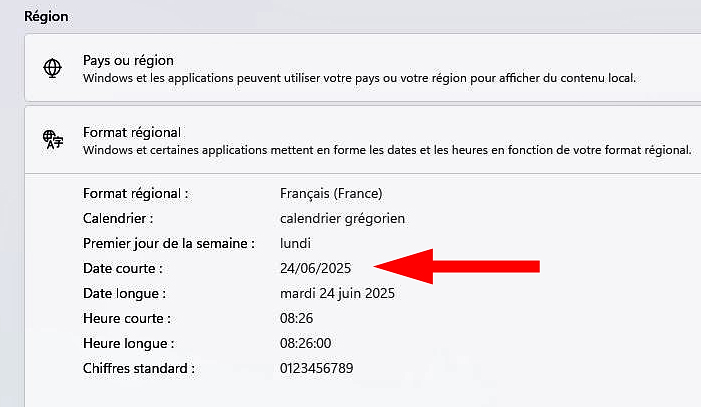 Région
Pays ou région
Windows et les applications peuvent utiliser votre pays ou votre région pour afficher du contenu local.
Format régional
Windows et certaines applications mettent en forme les dates et les heures en fonction de votre format régional.
Format régional : Français (France)
Calendrier : calendrier grégorien
Premier jour de la semaine : lundi
Date courte : 24/06/2025
Date longue : mardi 24 juin 2025
Heure courte : 08:26
Heure longue : 08:26:00
Chiffres standard : 0123456789